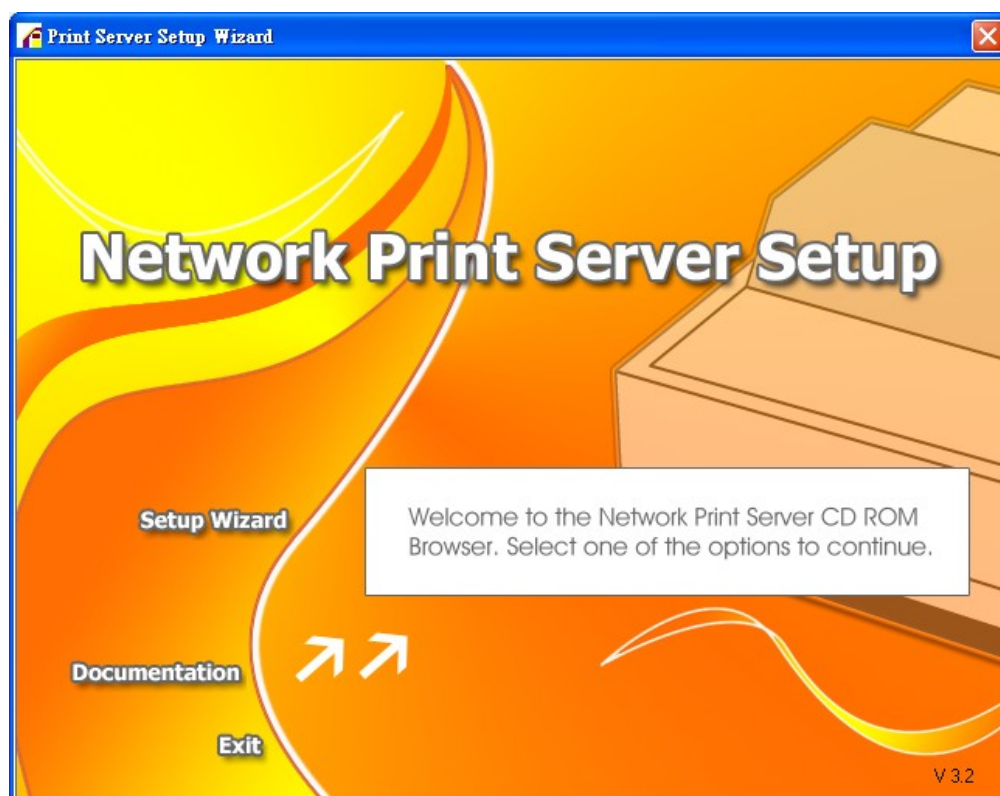 Print Server Setup Wizard
Network Print Server Setup
Setup Wizard
Welcome to the Network Print Server CD ROM
Browser. Select one of the options to continue.
Documentation
Exit
V 3.2